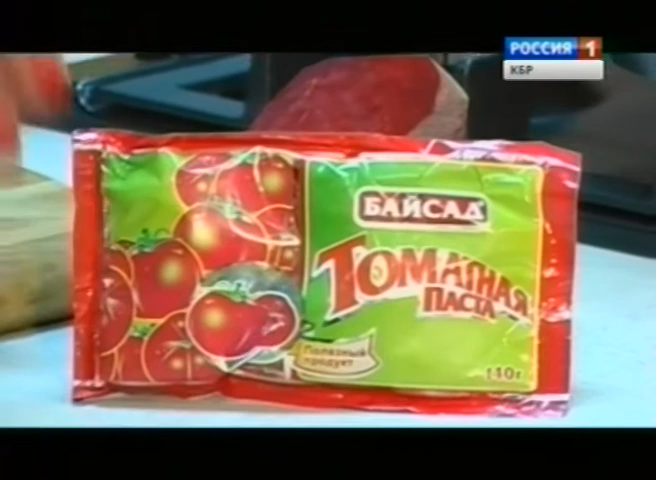 РОССИЯ 1
КБР
БАЙСАД
ТОМАТНАЯ
ПАСТА
Полезный
продукт
110г